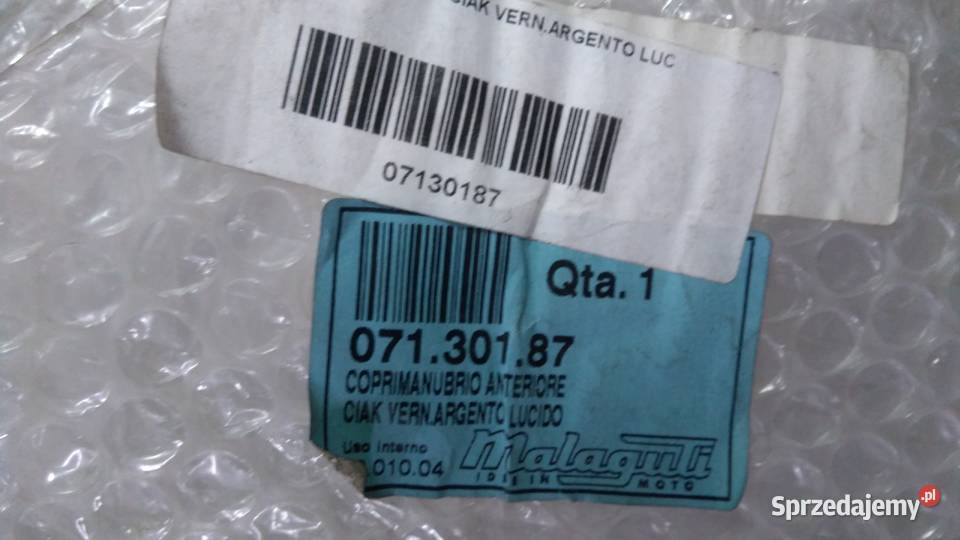 CIAK VERN.ARGENTO LUC
07130187
Qta. 1
071.301.87
COPRIMANUBRIO ANTERIORE
CIAK VERN.ARGENTO LUCIDO
Uso Interno
.010.04
Malaguti
IN MOTO
Sprzedajemy.pl